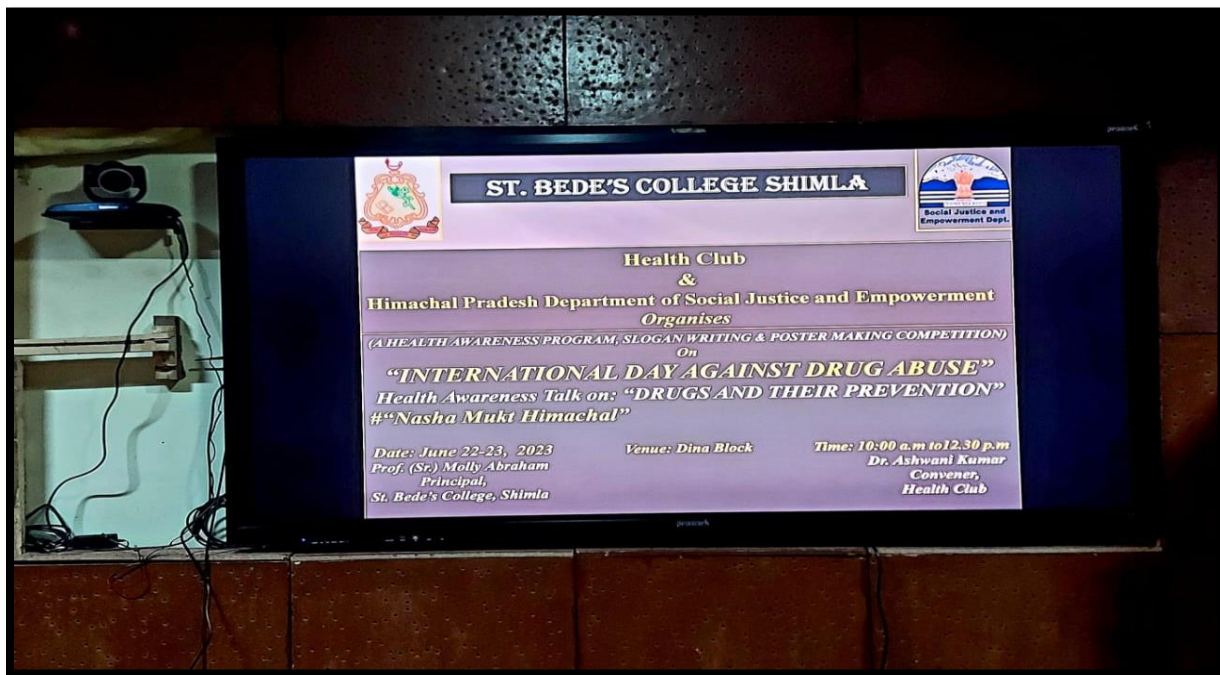 ST. BEDE'S COLLEGE SHIMLA
Social Justice and
Empowerment Dept.
Health Club
&
Himachal Pradesh Department of Social Justice and Empowerment
Organises
(A HEALTH AWARENESS PROGRAM, SLOGAN WRITING & POSTER MAKING COMPETITION)
On
"INTERNATIONAL DAY AGAINST DRUG ABUSE"
Health Awareness Talk on: "DRUGS AND THEIR PREVENTION"
#"Nasha Mukt Himachal"
Date: June 22-23, 2023 Venue: Dina Block Time: 10:00 a.m to12.30 p.m
Prof. (Sr.) Molly Abraham Dr. Ashwani Kumar
Principal, Convener,
St. Bede's College, Shimla Health Club